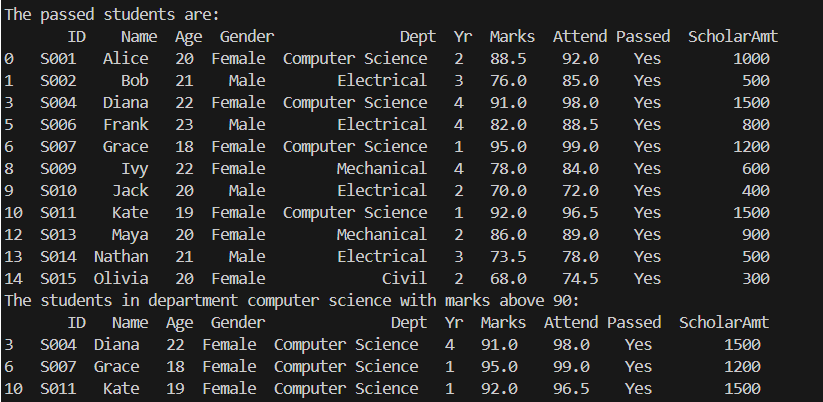 The passed students are:
ID Name Age Gender Dept Yr Marks Attend Passed ScholarAmt
0 S001 Alice 20 Female Computer Science 2 88.5 92.0 Yes 1000
1 S002 Bob 21 Male Electrical 3 76.0 85.0 Yes 500
3 S004 Diana 22 Female Computer Science 4 91.0 98.0 Yes 1500
5 S006 Frank 23 Male Electrical 4 82.0 88.5 Yes 800
6 S007 Grace 18 Female Computer Science 1 95.0 99.0 Yes 1200
8 S009 Ivy 22 Female Mechanical 4 78.0 84.0 Yes 600
9 S010 Jack 20 Male Electrical 2 70.0 72.0 Yes 400
10 S011 Kate 19 Female Computer Science 1 92.0 96.5 Yes 1500
12 S013 Maya 20 Female Mechanical 2 86.0 89.0 Yes 900
13 S014 Nathan 21 Male Electrical 3 73.5 78.0 Yes 500
14 S015 Olivia 20 Female Civil 2 68.0 74.5 Yes 300
The students in department computer science with marks above 90:
ID Name Age Gender Dept Yr Marks Attend Passed ScholarAmt
3 S004 Diana 22 Female Computer Science 4 91.0 98.0 Yes 1500
6 S007 Grace 18 Female Computer Science 1 95.0 99.0 Yes 1200
10 S011 Kate 19 Female Computer Science 1 92.0 96.5 Yes 1500